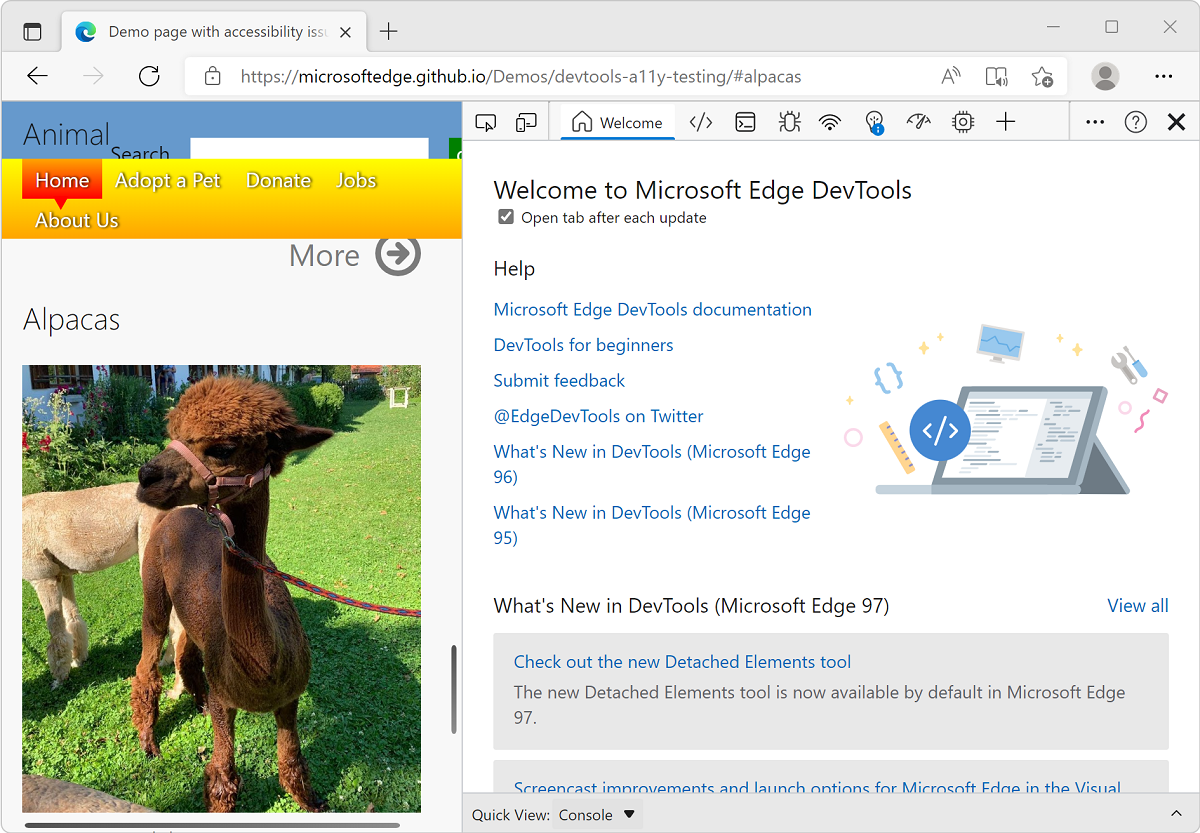 Demo page with accessibility issu
https://microsoftedge.github.io/Demos/devtools-a11y-testing/#alpacas
Animal
Search
Home
Adopt a Pet
Donate
Jobs
About Us
More
Alpacas
Welcome
Welcome to Microsoft Edge DevTools
Open tab after each update
Help
Microsoft Edge DevTools documentation
DevTools for beginners
Submit feedback
@EdgeDevTools on Twitter
What's New in DevTools (Microsoft Edge
96)
What's New in DevTools (Microsoft Edge
95)
What's New in DevTools (Microsoft Edge 97)
View all
Check out the new Detached Elements tool
The new Detached Elements tool is now available by default in Microsoft Edge
97.
Screencast improvements and launch options for Microsoft Edge in the Visual
Quick View:
Console